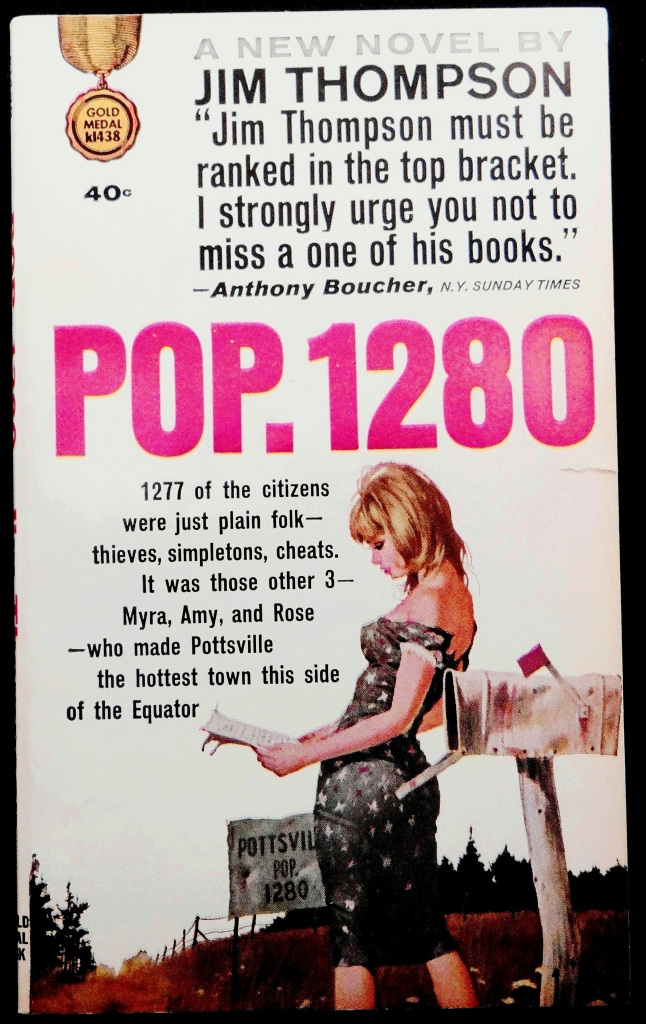 GOLD
MEDAL
k1438
40c
A NEW NOVEL BY
JIM THOMPSON
“Jim Thompson must be
ranked in the top bracket.
I strongly urge you not to
miss a one of his books.”
—Anthony Boucher, N.Y. SUNDAY TIMES
POP. 1280
1277 of the citizens
were just plain folk—
thieves, simpletons, cheats.
It was those other 3—
Myra, Amy, and Rose
—who made Pottsville
the hottest town this side
of the Equator
POTTSVIL
POP.
1280
LD
AL
K